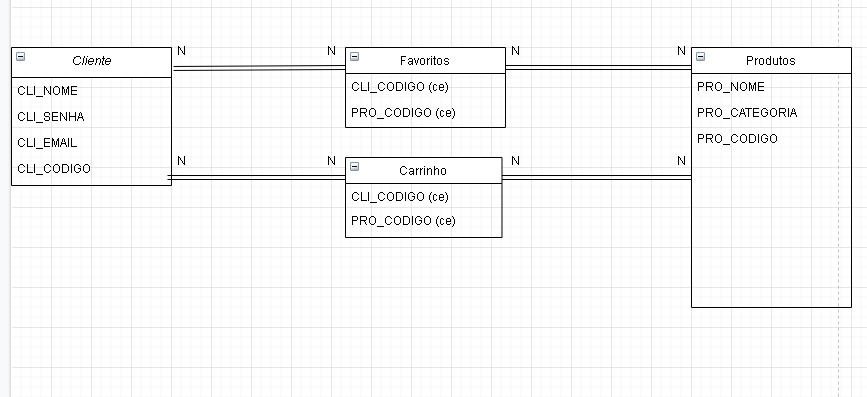 N N N N
Cliente
CLI_NOME
CLI_SENHA
CLI_EMAIL
CLI_CODIGO
Favoritos
CLI_CODIGO (ce)
PRO_CODIGO (ce)
Produtos
PRO_NOME
PRO_CATEGORIA
PRO_CODIGO
N N N N
Carrinho
CLI_CODIGO (ce)
PRO_CODIGO (ce)